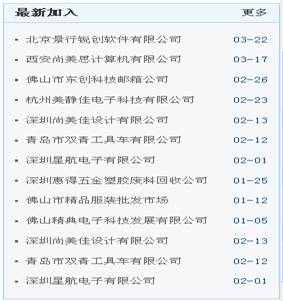 最新加入 更多
北京景行锐创软件有限公司 03-22
西安尚美思计算机有限公司 03-17
佛山市东创科技邮箱公司 02-26
杭州美静佳电子科技有限公司 02-23
深圳尚美佳设计有限公司 02-13
青岛市双青工具车有限公司 02-12
深圳星航电子有限公司 02-01
深圳惠得五金塑胶废料回收公司 01-25
佛山市精品服装批发市场 01-12
佛山精典电子科技发展有限公司 01-05
深圳尚美佳设计有限公司 02-13
青岛市双青工具车有限公司 02-12
深圳星航电子有限公司 02-01